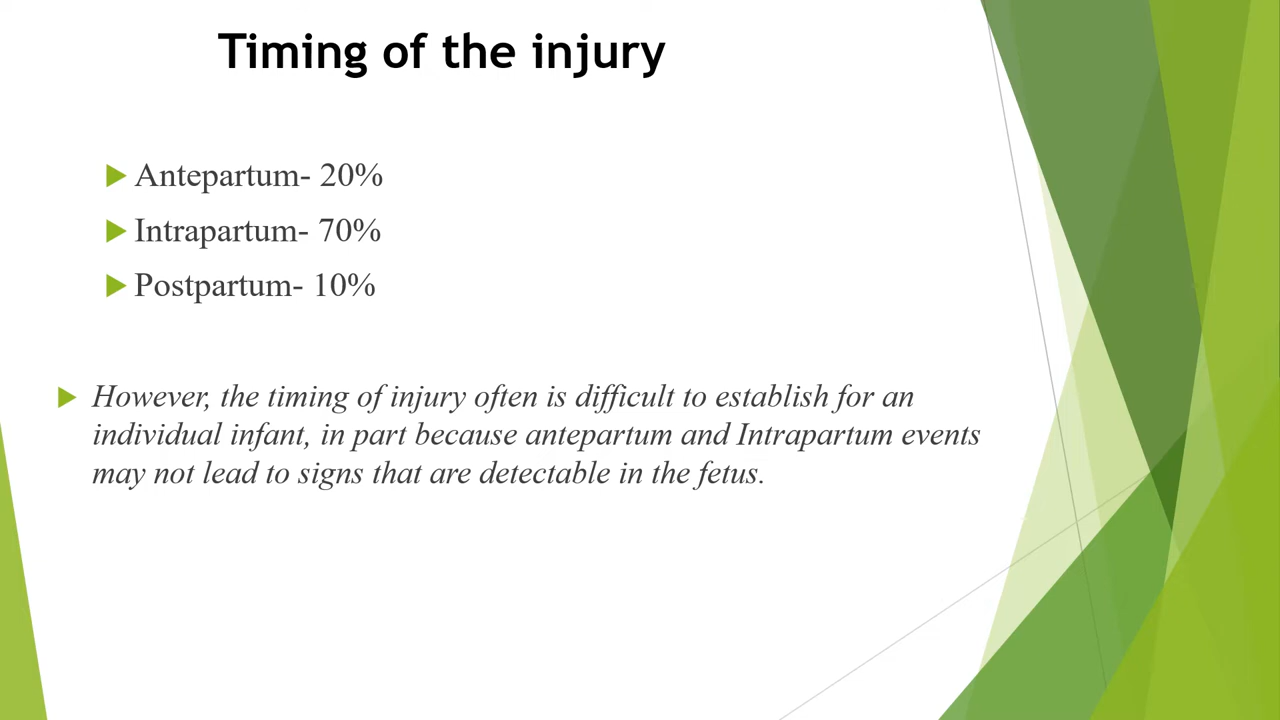 Timing of the injury
Antepartum- 20%
Intrapartum- 70%
Postpartum- 10%
However, the timing of injury often is difficult to establish for an
individual infant, in part because antepartum and Intrapartum events
may not lead to signs that are detectable in the fetus.